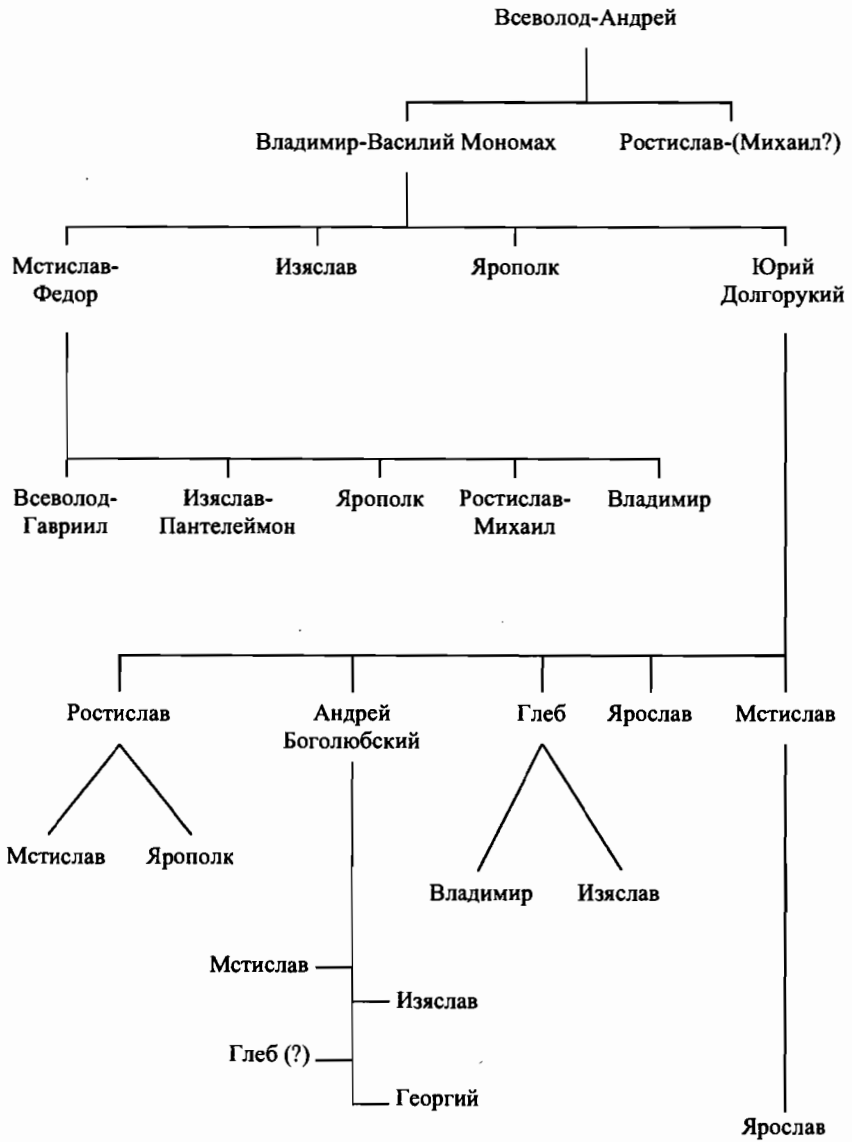 Всеволод-Андрей
Владимир-Василий Мономах Ростислав-(Михаил?)
Мстислав- Изяслав Ярополк Юрий
Федор Долгорукий
Всеволод- Изяслав- Ярополк Ростислав- Владимир
Гавриил Пантелеймон Михаил
Ростислав Андрей Глеб Ярослав Мстислав
Боголюбский
Мстислав Ярополк
Владимир Изяслав
Мстислав
Изяслав
Глеб (?)
Георгий
Ярослав